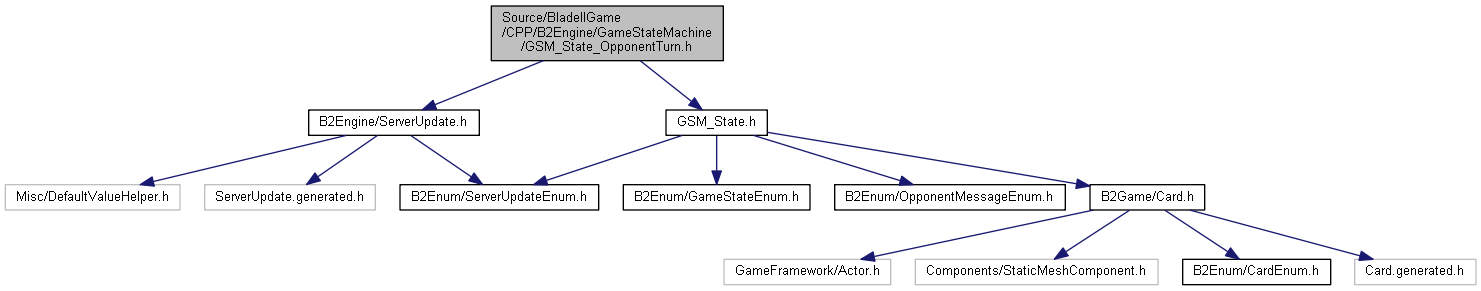 Source/BladeIIGame
/CPP/B2Engine/GameStateMachine
/GSM_State_OpponentTurn.h
B2Engine/ServerUpdate.h
GSM_State.h
Misc/DefaultValueHelper.h
ServerUpdate.generated.h
B2Enum/ServerUpdateEnum.h
B2Enum/GameStateEnum.h
B2Enum/OpponentMessageEnum.h
B2Game/Card.h
GameFramework/Actor.h
Components/StaticMeshComponent.h
B2Enum/CardEnum.h
Card.generated.h